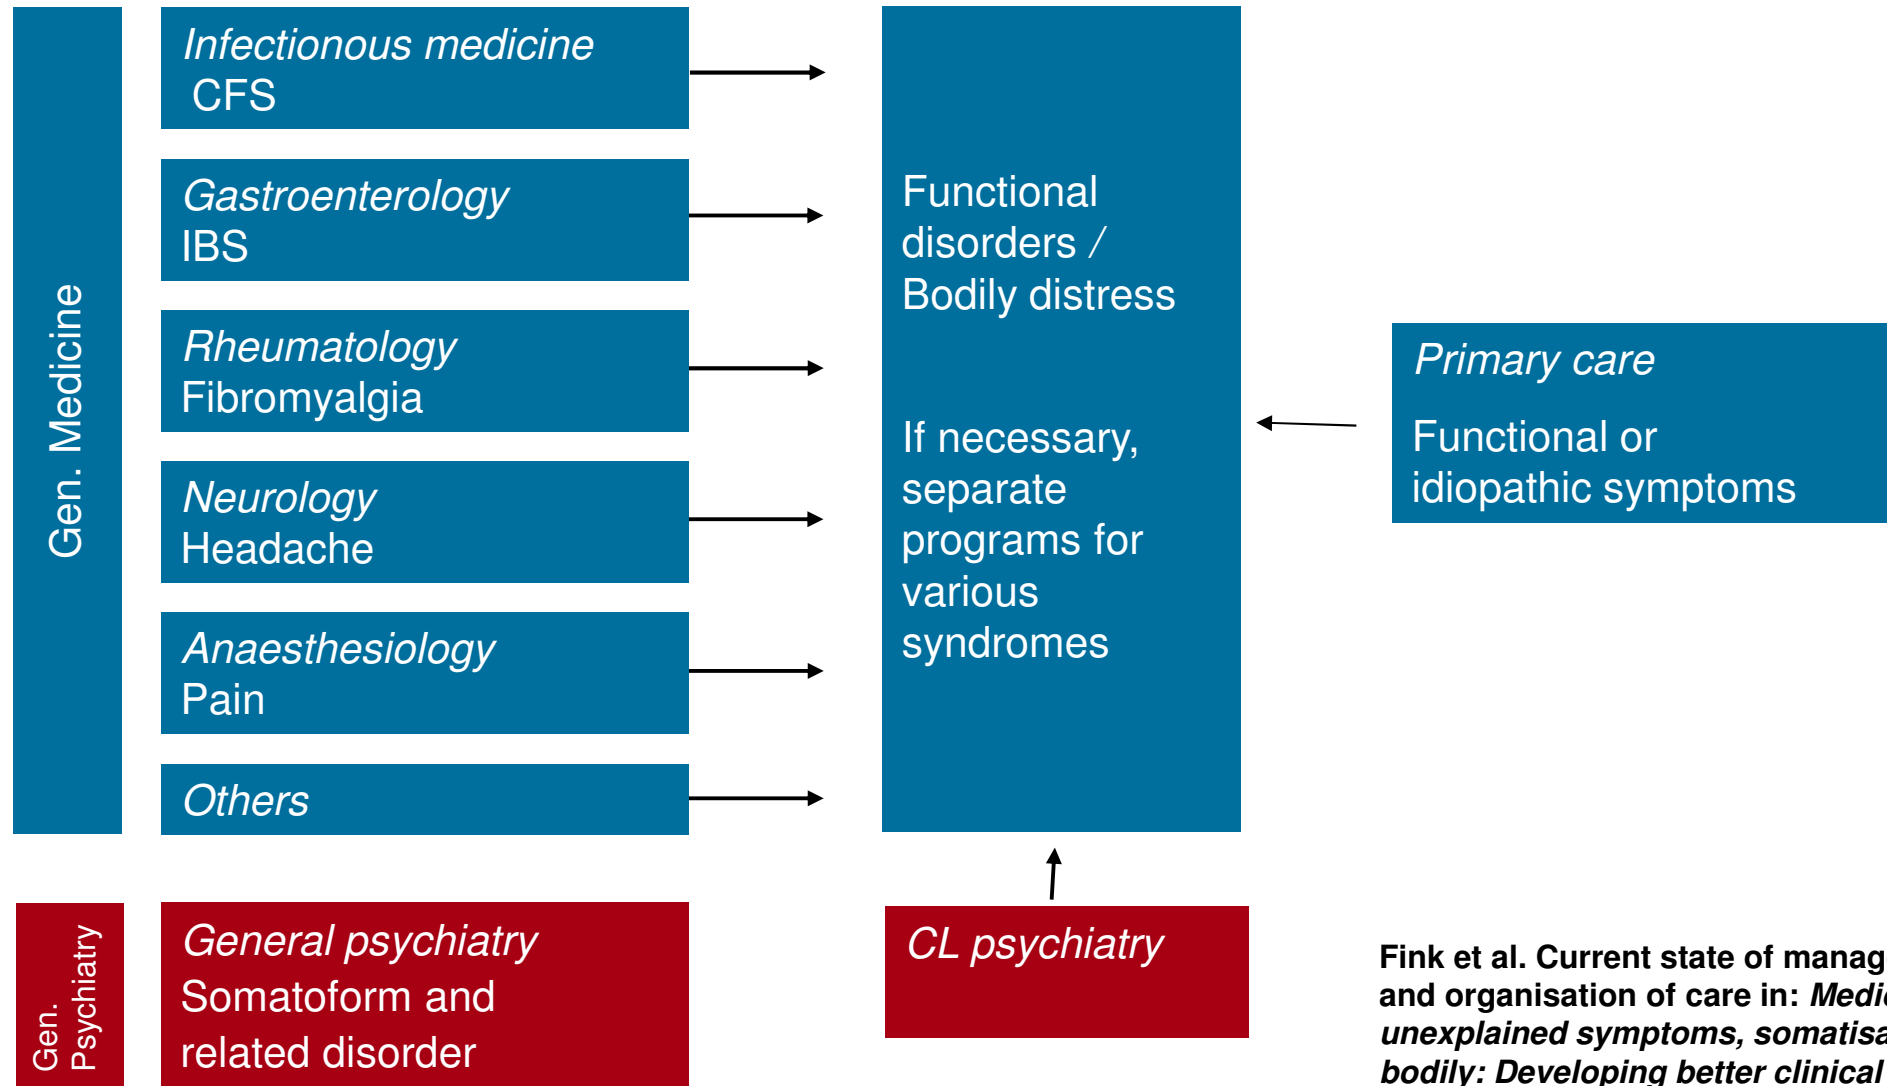 Gen. Medicine
Infectionous medicine
CFS
Gastroenterology
IBS
Rheumatology
Fibromyalgia
Neurology
Headache
Anaesthesiology
Pain
Others
Functional
disorders /
Bodily distress
If necessary,
separate
programs for
various
syndromes
Primary care
Functional or
idiopathic symptoms
Gen.
Psychiatry
General psychiatry
Somatoform and
related disorder
CL psychiatry
Fink et al. Current state of manag
and organisation of care in: Medic
unexplained symptoms, somatisa
bodily: Developing better clinical